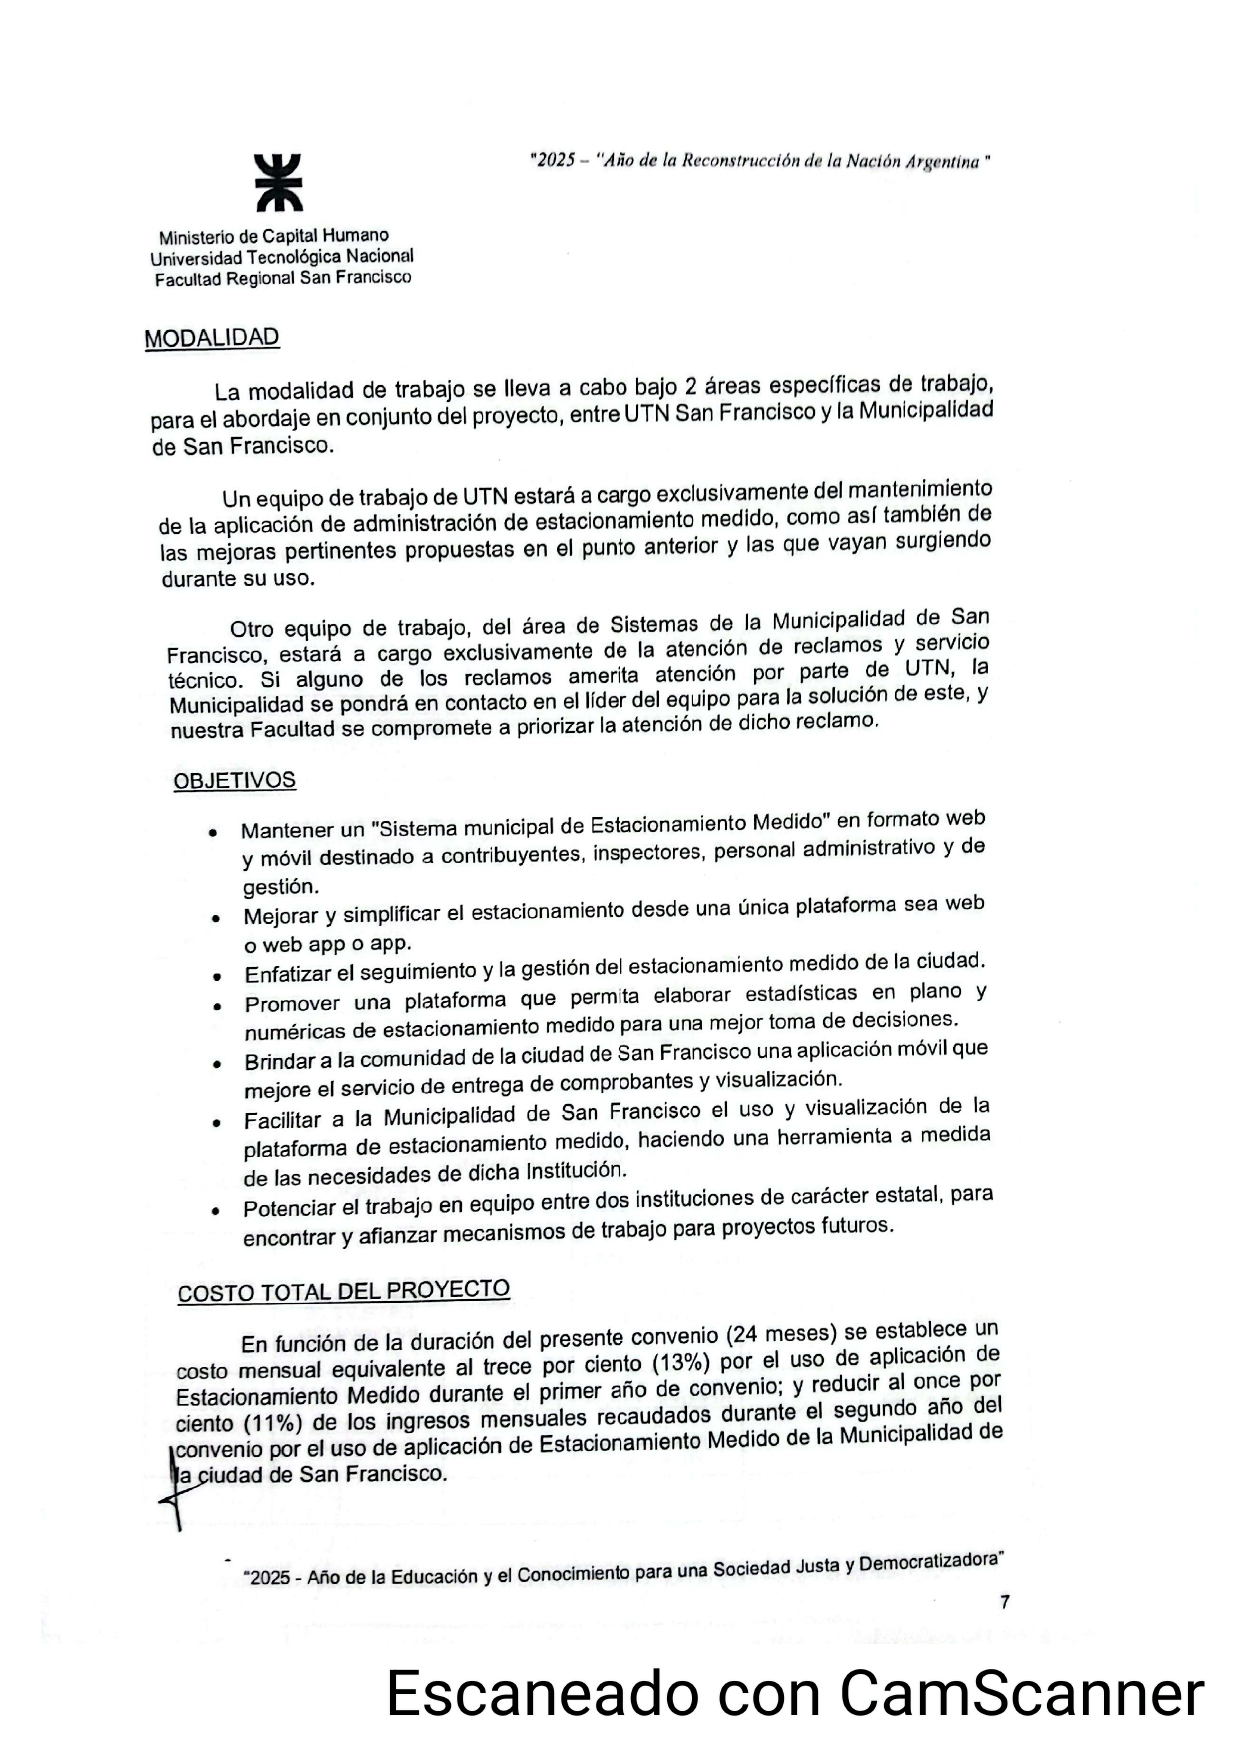 "2025 – "Año de la Reconstrucción de la Nación Argentina "
Ministerio de Capital Humano
Universidad Tecnológica Nacional
Facultad Regional San Francisco
MODALIDAD
La modalidad de trabajo se lleva a cabo bajo 2 áreas específicas de trabajo,
para el abordaje en conjunto del proyecto, entre UTN San Francisco y la Municipalidad
de San Francisco.
Un equipo de trabajo de UTN estará a cargo exclusivamente del mantenimiento
de la aplicación de administración de estacionamiento medido, como así también de
las mejoras pertinentes propuestas en el punto anterior y las que vayan surgiendo
durante su uso.
Otro equipo de trabajo, del área de Sistemas de la Municipalidad de San
Francisco, estará a cargo exclusivamente de la atención de reclamos y servicio
técnico. Si alguno de los reclamos amerita atención por parte de UTN, la
Municipalidad se pondrá en contacto en el líder del equipo para la solución de este, y
nuestra Facultad se compromete a priorizar la atención de dicho reclamo.
OBJETIVOS
• Mantener un "Sistema municipal de Estacionamiento Medido" en formato web
y móvil destinado a contribuyentes, inspectores, personal administrativo y de
gestión.
• Mejorar y simplificar el estacionamiento desde una única plataforma sea web
o web app o app.
• Enfatizar el seguimiento y la gestión del estacionamiento medido de la ciudad.
• Promover una plataforma que permita elaborar estadísticas en plano y
numéricas de estacionamiento medido para una mejor toma de decisiones.
• Brindar a la comunidad de la ciudad de San Francisco una aplicación móvil que
mejore el servicio de entrega de comprobantes y visualización.
• Facilitar a la Municipalidad de San Francisco el uso y visualización de la
plataforma de estacionamiento medido, haciendo una herramienta a medida
de las necesidades de dicha Institución.
• Potenciar el trabajo en equipo entre dos instituciones de carácter estatal, para
encontrar y afianzar mecanismos de trabajo para proyectos futuros.
COSTO TOTAL DEL PROYECTO
En función de la duración del presente convenio (24 meses) se establece un
costo mensual equivalente al trece por ciento (13%) por el uso de aplicación de
Estacionamiento Medido durante el primer año de convenio; y reducir al once por
ciento (11%) de los ingresos mensuales recaudados durante el segundo año del
convenio por el uso de aplicación de Estacionamiento Medido de la Municipalidad de
la ciudad de San Francisco.
"2025 - Año de la Educación y el Conocimiento para una Sociedad Justa y Democratizadora"
7
Escaneado con CamScanner